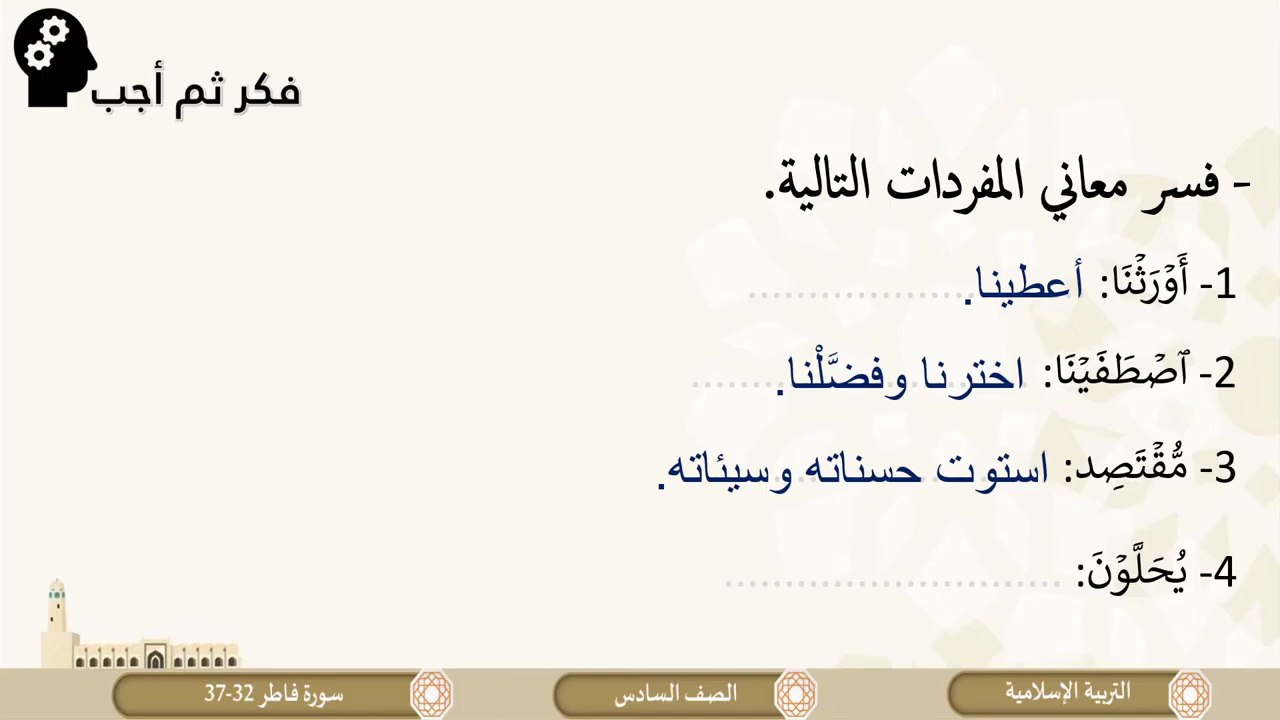 فكر ثم أجب
- فسر معاني المفردات التالية.
1- أَوۡرَثۡنَا: أعطينا.
2- ٱصۡطَفَيۡنَا: اخترنا وفضَّلْنا.
3- مُّقۡتَصِد: استوت حسناته وسيئاته.
4- يُحَلَّوۡنَ: ............................
التربية الإسلامية
الصف السادس
سورة فاطر 32-37